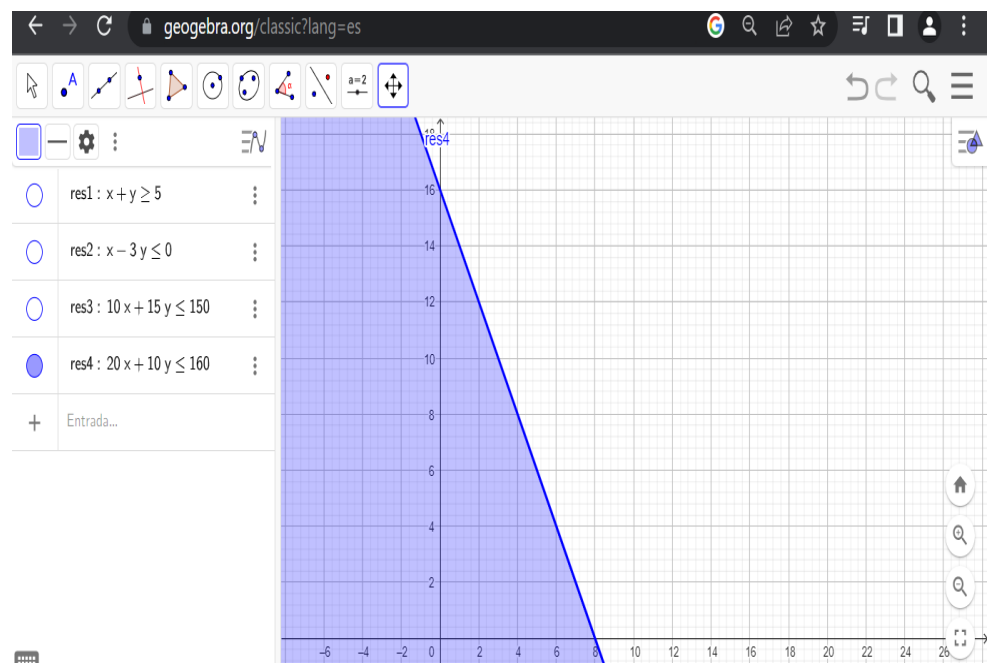 geogebra.org/classic?lang=es
A
a=2
res1 : x + y ≥ 5
res2 : x − 3 y ≤ 0
res3 : 10 x + 15 y ≤ 150
res4 : 20 x + 10 y ≤ 160
Entrada...
18
res4
16
14
12
10
8
6
4
2
−6 −4 −2 0 2 4 6 8 10 12 14 16 18 20 22 24 26